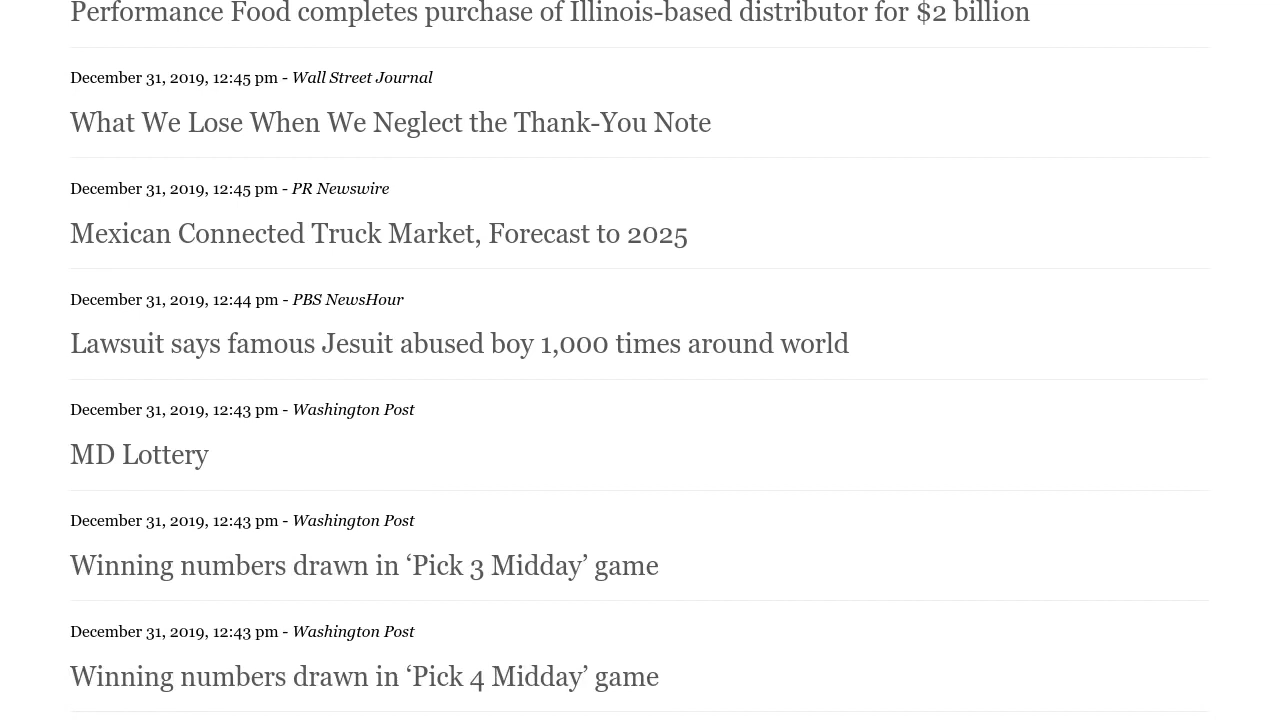 Performance Food completes purchase of Illinois-based distributor for $2 billion
December 31, 2019, 12:45 pm - Wall Street Journal
What We Lose When We Neglect the Thank-You Note
December 31, 2019, 12:45 pm - PR Newswire
Mexican Connected Truck Market, Forecast to 2025
December 31, 2019, 12:44 pm - PBS NewsHour
Lawsuit says famous Jesuit abused boy 1,000 times around world
December 31, 2019, 12:43 pm - Washington Post
MD Lottery
December 31, 2019, 12:43 pm - Washington Post
Winning numbers drawn in ‘Pick 3 Midday’ game
December 31, 2019, 12:43 pm - Washington Post
Winning numbers drawn in ‘Pick 4 Midday’ game